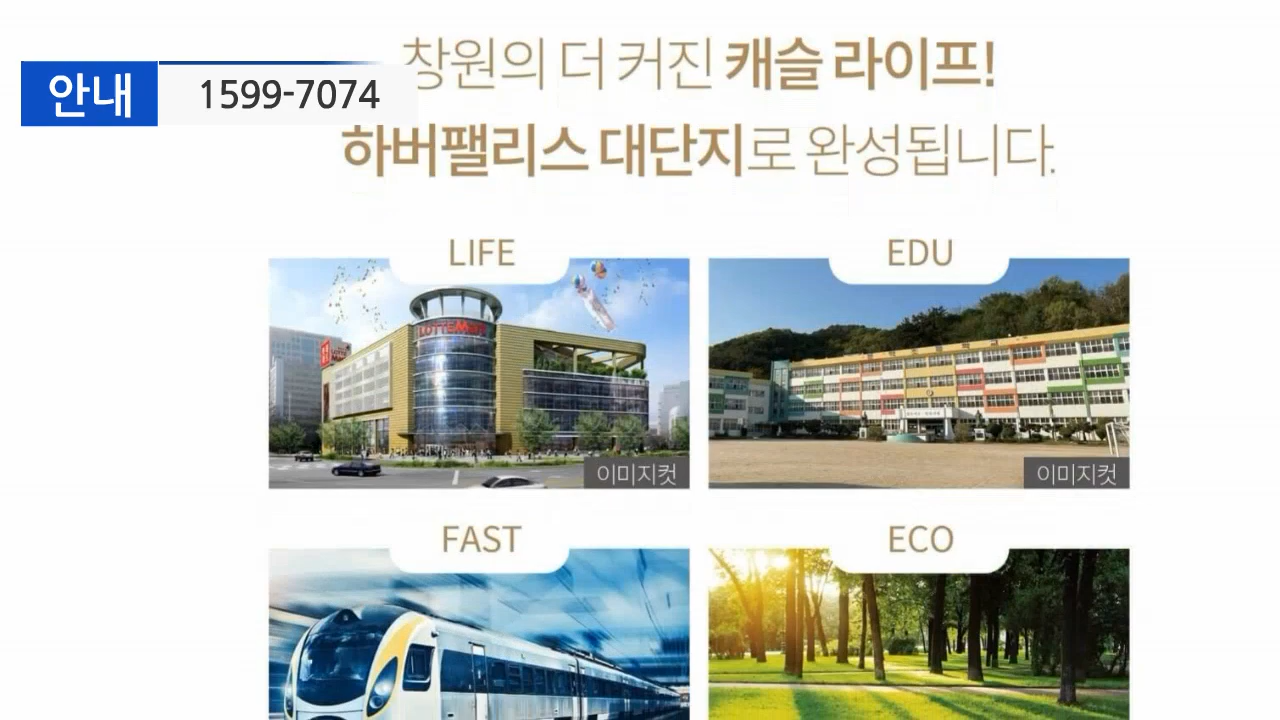 창원의 더 커진 캐슬 라이프!
안내 1599-7074
하버팰리스 대단지로 완성됩니다.
LIFE
EDU
LOTTE Mart
이미지컷
이미지컷
FAST
ECO